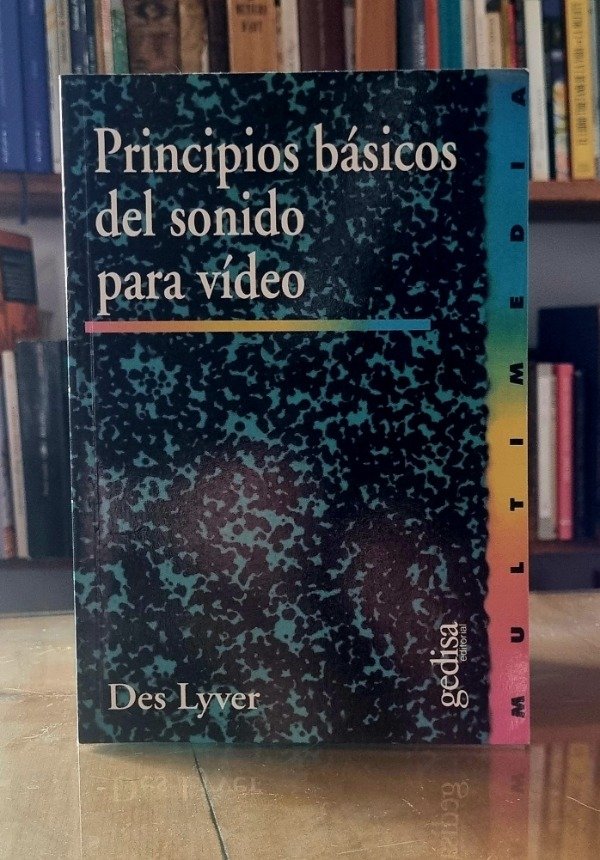 Principios básicos
del sonido
para vídeo
MULTIMEDIA
Des Lyver
gedisa
editorial